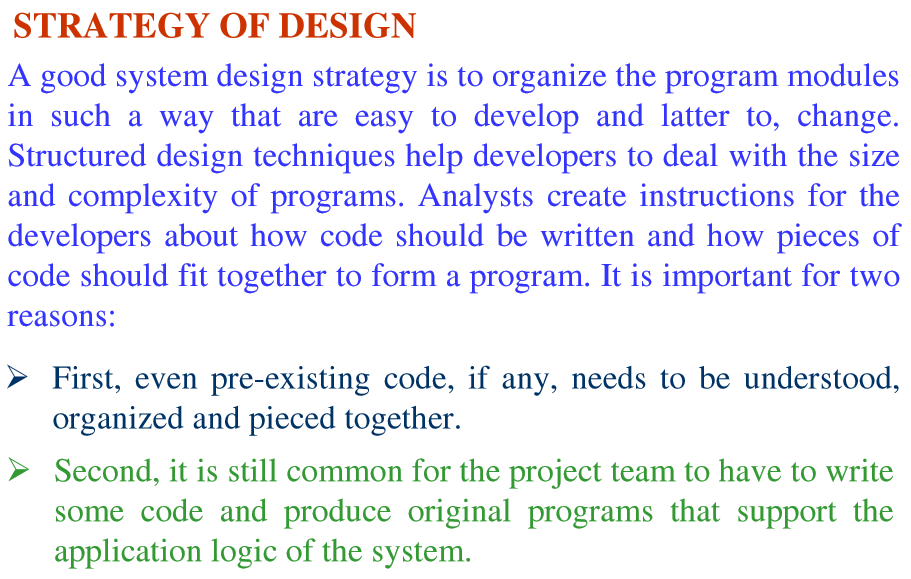 STRATEGY OF DESIGN
A good system design strategy is to organize the program modules
in such a way that are easy to develop and latter to, change.
Structured design techniques help developers to deal with the size
and complexity of programs. Analysts create instructions for the
developers about how code should be written and how pieces of
code should fit together to form a program. It is important for two
reasons:
➢ First, even pre-existing code, if any, needs to be understood,
organized and pieced together.
➢ Second, it is still common for the project team to have to write
some code and produce original programs that support the
application logic of the system.